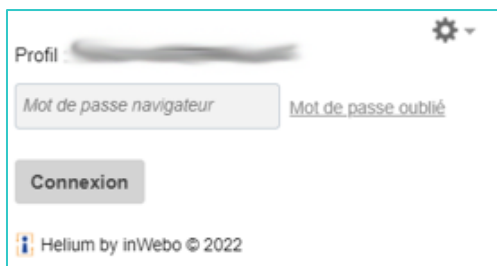 Profil :
Mot de passe navigateur Mot de passe oublié
Connexion
Helium by inWebo © 2022